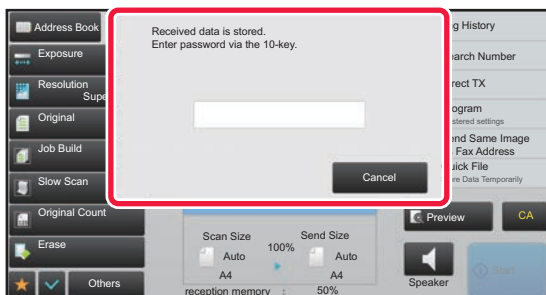 Address Book
Exposure
Resolution
Supe
Original
Job Build
Slow Scan
Original Count
Erase
Others
Received data is stored.
Enter password via the 10-key.
Cancel
Scan Size
100%
Send Size
Auto
A4
Auto
A4
reception memory : 50%
g History
arch Number
rect TX
ogram
stered settings
end Same Image
Fax Address
uick File
re Data Temporarily
Preview
CA
Speaker
Start